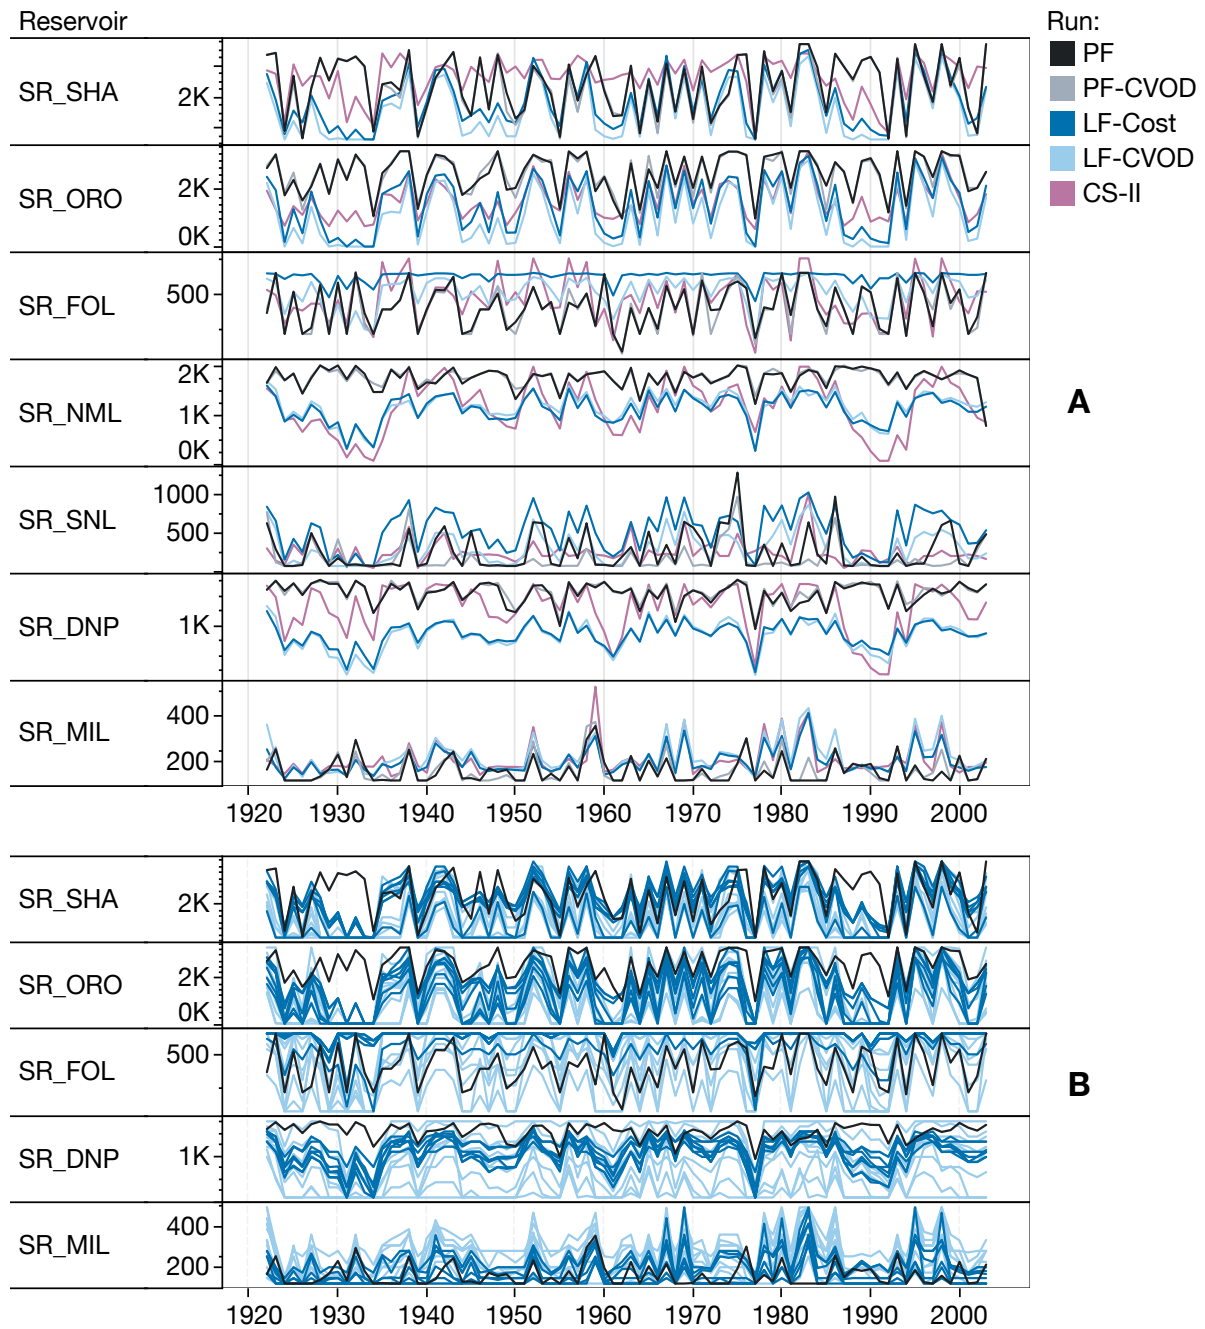 Reservoir
Run:
PF
PF-CVOD
LF-Cost
LF-CVOD
CS-II
SR_SHA
2K
SR_ORO
2K
0K
SR_FOL
500
SR_NML
2K
1K
0K
A
SR_SNL
1000
500
SR_DNP
1K
SR_MIL
400
200
1920 1930 1940 1950 1960 1970 1980 1990 2000
SR_SHA
2K
SR_ORO
2K
0K
SR_FOL
500
B
SR_DNP
1K
SR_MIL
400
200
1920 1930 1940 1950 1960 1970 1980 1990 2000